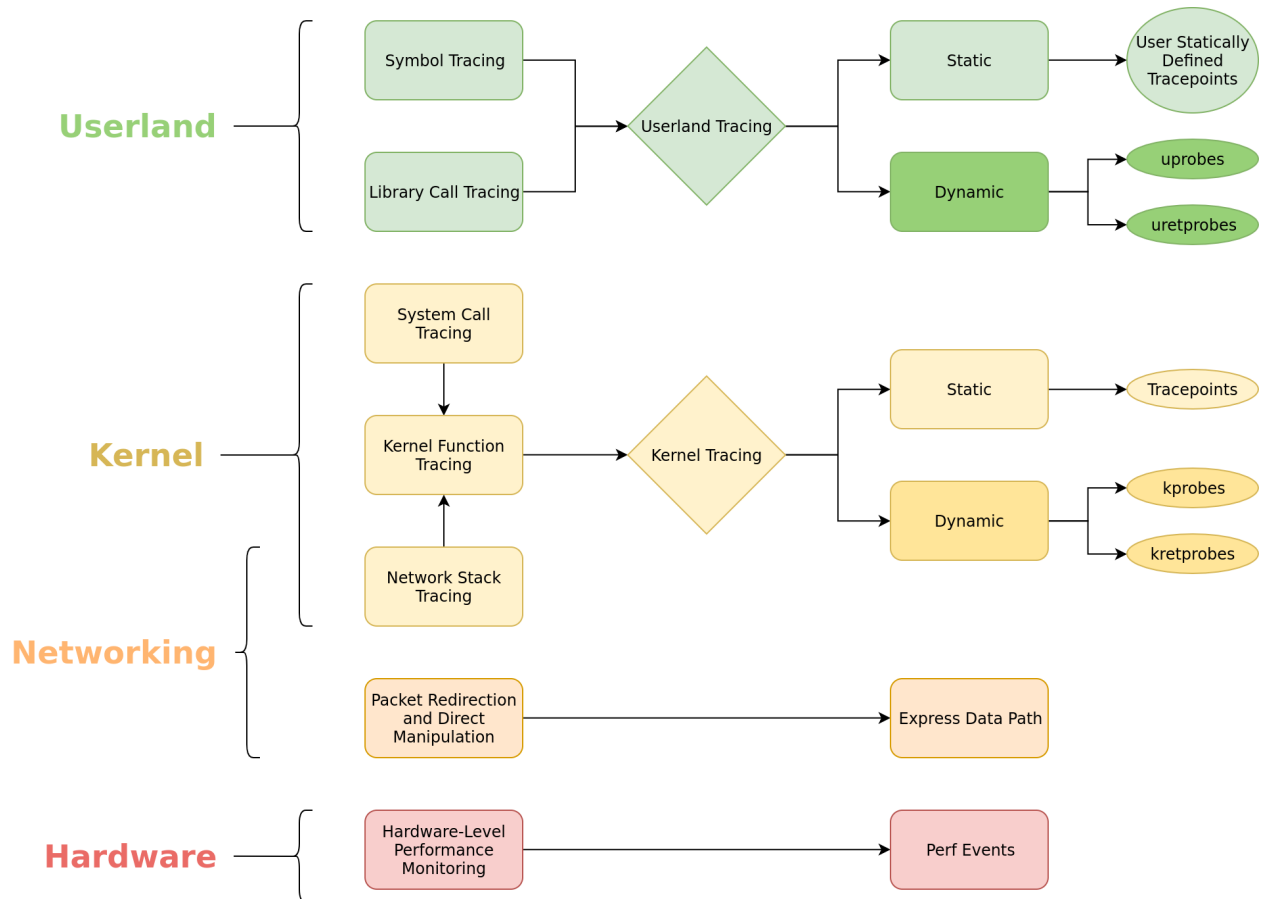 Userland
Symbol Tracing
Library Call Tracing
Userland Tracing
Static
Dynamic
User Statically
Defined
Tracepoints
uprobes
uretprobes
Kernel
System Call
Tracing
Kernel Function
Tracing
Network Stack
Tracing
Kernel Tracing
Static
Dynamic
Tracepoints
kprobes
kretprobes
Networking
Packet Redirection
and Direct
Manipulation
Express Data Path
Hardware
Hardware-Level
Performance
Monitoring
Perf Events